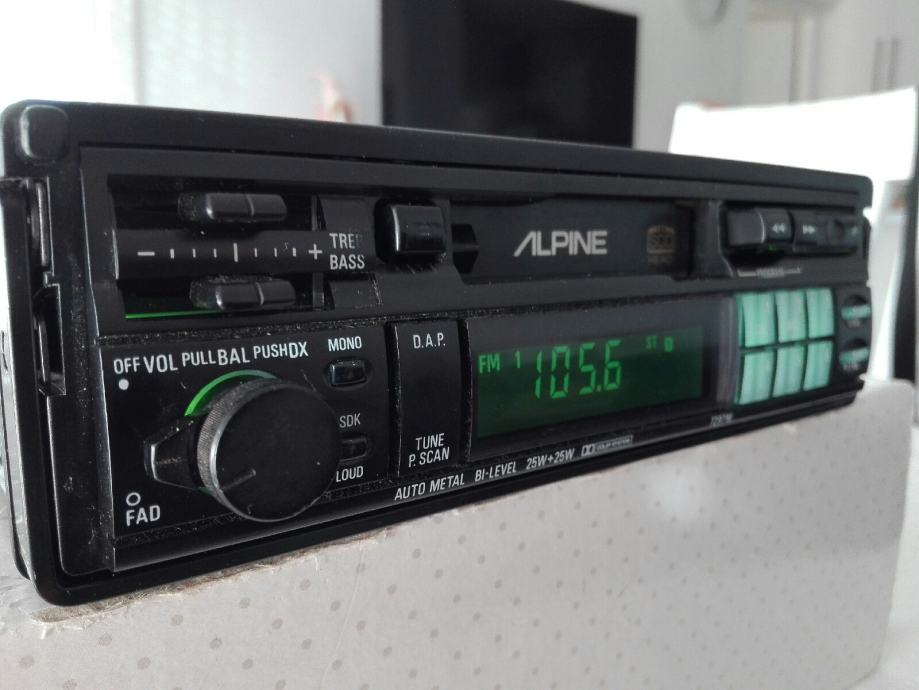 − + TREB
BASS
ALPINE
OFF VOL PULL BAL PUSH DX
MONO
SDK
LOUD
FAD
D.A.P.
TUNE
P.SCAN
FM 1 105.6 ST
AUTO METAL BI-LEVEL 25W+25W